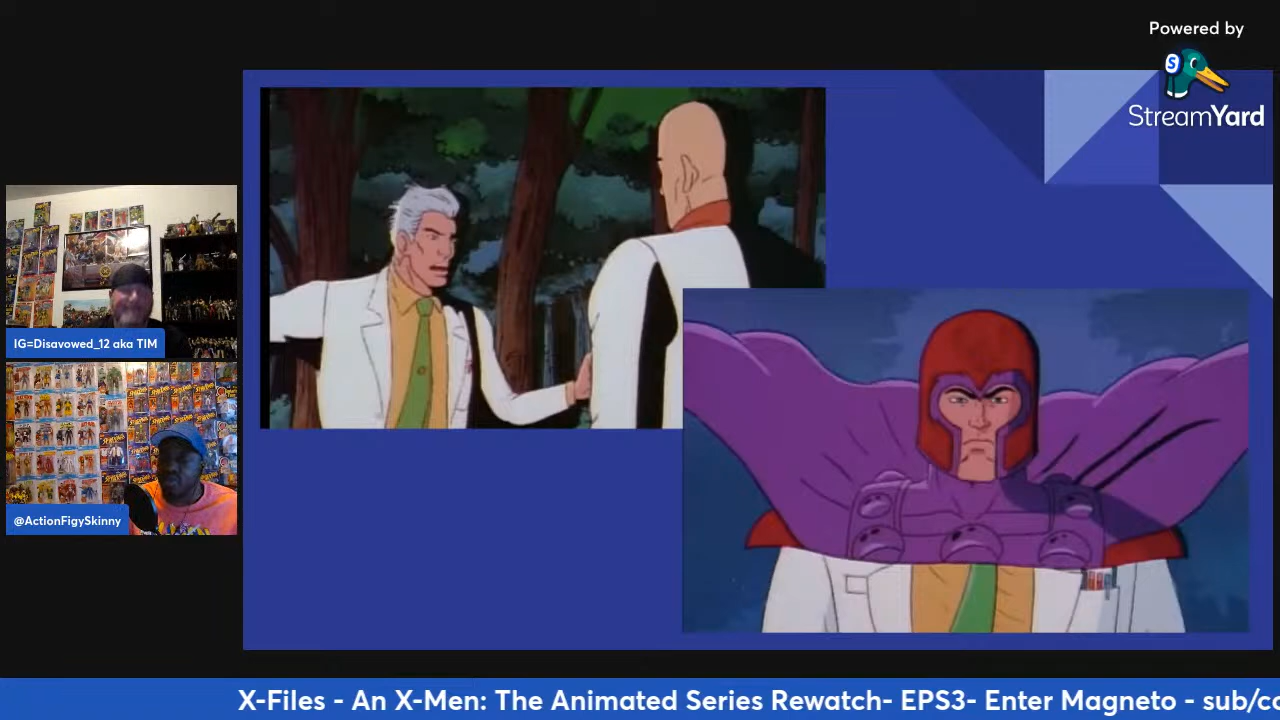 Powered by
S
StreamYard
IG=Disavowed_12 aka TIM
@ActionFigySkinny
X-Files - An X-Men: The Animated Series Rewatch- EPS3- Enter Magneto - sub/co